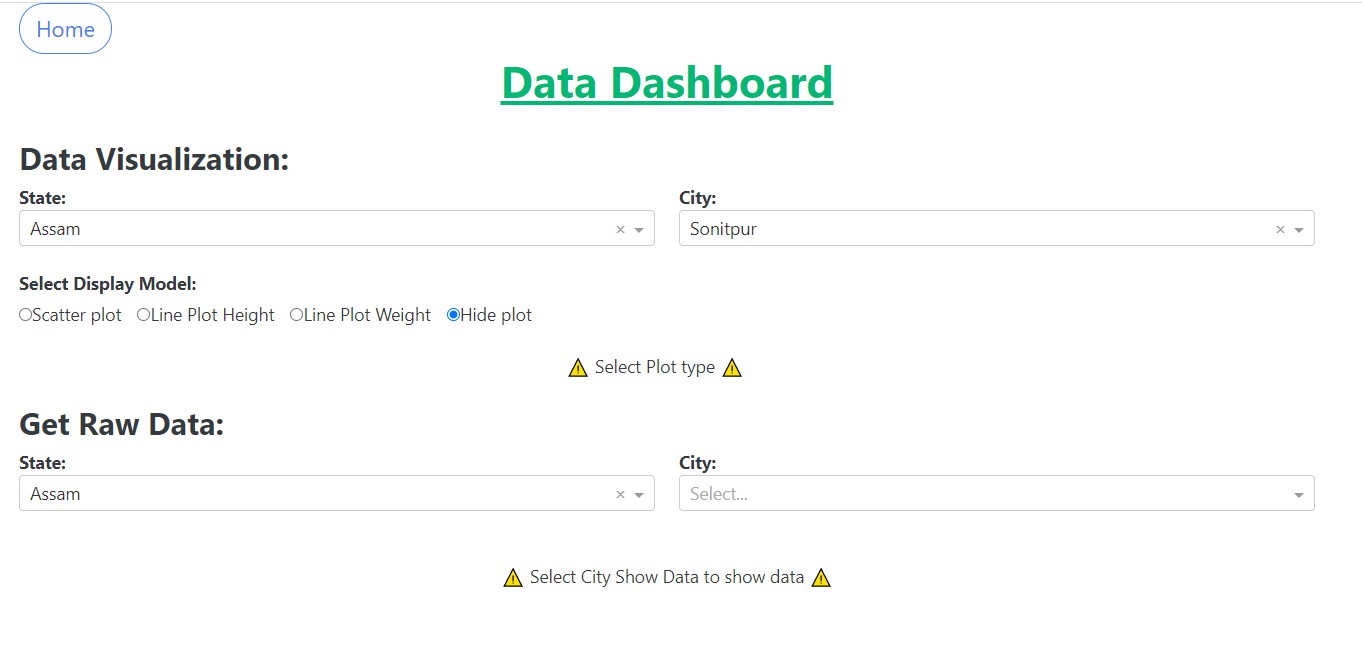 Home
Data Dashboard
Data Visualization:
State: City:
Assam × Sonitpur ×
Select Display Model:
Scatter plot Line Plot Height Line Plot Weight Hide plot
Select Plot type
Get Raw Data:
State: City:
Assam × Select...
Select City Show Data to show data